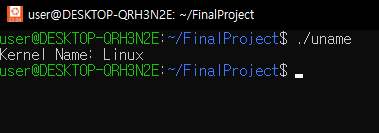 user@DESKTOP-QRH3N2E: ~/FinalProject
user@DESKTOP-QRH3N2E:~/FinalProject$ ./uname
Kernel Name: Linux
user@DESKTOP-QRH3N2E:~/FinalProject$